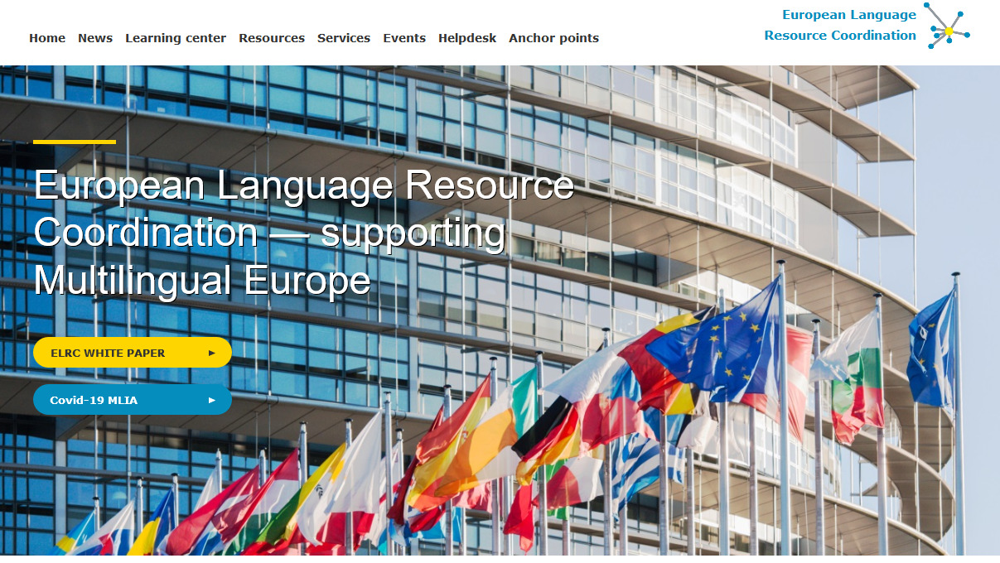 Home News Learning center Resources Services Events Helpdesk Anchor points
European Language
Resource Coordination
European Language Resource
Coordination — supporting
Multilingual Europe
ELRC WHITE PAPER ►
Covid-19 MLIA ►